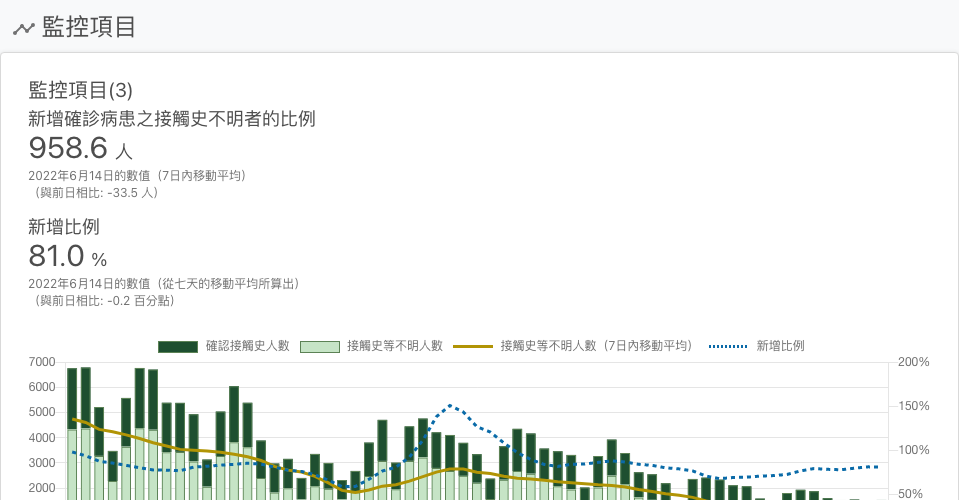 監控項目
監控項目(3)
新增確診病患之接觸史不明者的比例
958.6 人
2022年6月14日的數值（7日內移動平均）
（與前日相比: -33.5 人）
新增比例
81.0 %
2022年6月14日的數值（從七天的移動平均所算出）
（與前日相比: -0.2 百分點）
確認接觸史人數 接觸史等不明人數 接觸史等不明人數（7日內移動平均） 新增比例
7000 200%
6000
5000 150%
4000
3000 100%
2000
50%